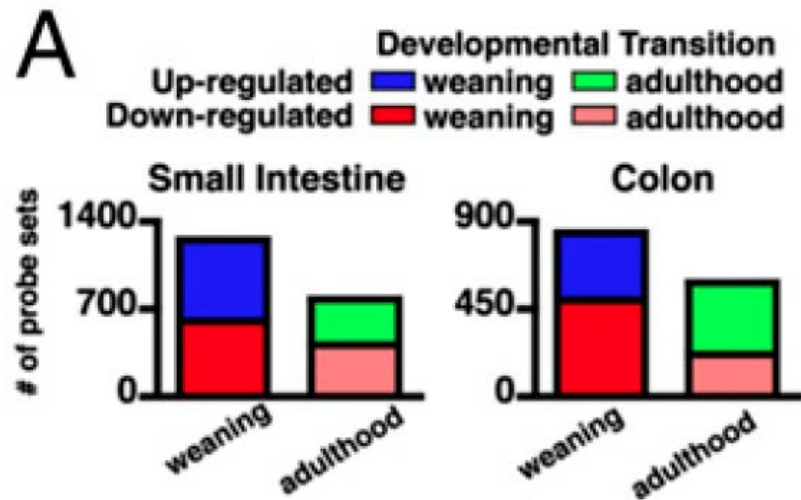 A
Developmental Transition
Up-regulated weaning adulthood
Down-regulated weaning adulthood
Small Intestine
# of probe sets
1400
700
0
weaning
adulthood
Colon
900
450
0
weaning
adulthood